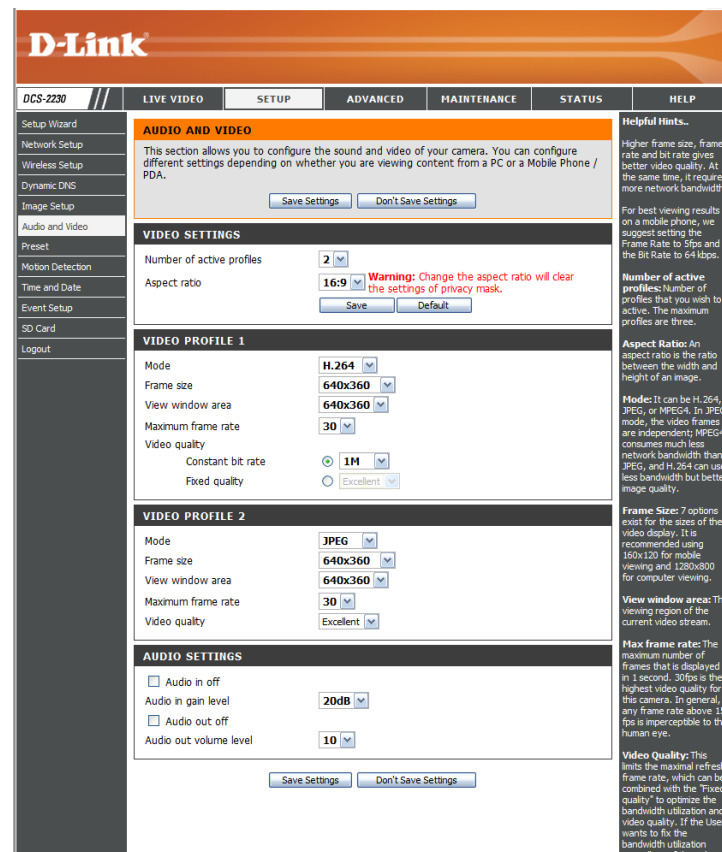 D-Link
DCS-2230
LIVE VIDEO
SETUP
ADVANCED
MAINTENANCE
STATUS
HELP
Setup Wizard
Network Setup
Wireless Setup
Dynamic DNS
Image Setup
Audio and Video
Preset
Motion Detection
Time and Date
Event Setup
SD Card
Logout
AUDIO AND VIDEO
This section allows you to configure the sound and video of your camera. You can configure
different settings depending on whether you are viewing content from a PC or a Mobile Phone /
PDA.
Save Settings Don't Save Settings
VIDEO SETTINGS
Number of active profiles 2
Aspect ratio 16:9 Warning: Change the aspect ratio will clear
the settings of privacy mask.
Save Default
VIDEO PROFILE 1
Mode H.264
Frame size 640x360
View window area 640x360
Maximum frame rate 30
Video quality
Constant bit rate 1M
Fixed quality Excellent
VIDEO PROFILE 2
Mode JPEG
Frame size 640x360
View window area 640x360
Maximum frame rate 30
Video quality Excellent
AUDIO SETTINGS
Audio in off
Audio in gain level 20dB
Audio out off
Audio out volume level 10
Save Settings Don't Save Settings
Helpful Hints..
Higher frame size, frame
rate and bit rate gives
better video quality. At
the same time, it require
more network bandwidth
For best viewing results
on a mobile phone, we
suggest setting the
Frame Rate to 5fps and
the Bit Rate to 64 kbps.
Number of active
profiles: Number of
profiles that you wish to
active. The maximum
profiles are three.
Aspect Ratio: An
aspect ratio is the ratio
between the width and
height of an image.
Mode: It can be H.264,
JPEG, or MPEG4. In JPEG
mode, the video frames
are independent; MPEG4
consumes much less
network bandwidth than
JPEG, and H.264 can use
less bandwidth but bette
image quality.
Frame Size: 7 options
exist for the sizes of the
video display. It is
recommended using
160x120 for mobile
viewing and 1280x800
for computer viewing.
View window area: Th
viewing region of the
current video stream.
Max frame rate: The
maximum number of
frames that is displayed
in 1 second. 30fps is the
highest video quality for
this camera. In general,
any frame rate above 15
fps is imperceptible to th
human eye.
Video Quality: This
limits the maximal refresh
frame rate, which can be
combined with the "Fixed
quality" to optimize the
bandwidth utilization and
video quality. If the User
wants to fix the
bandwidth utilization